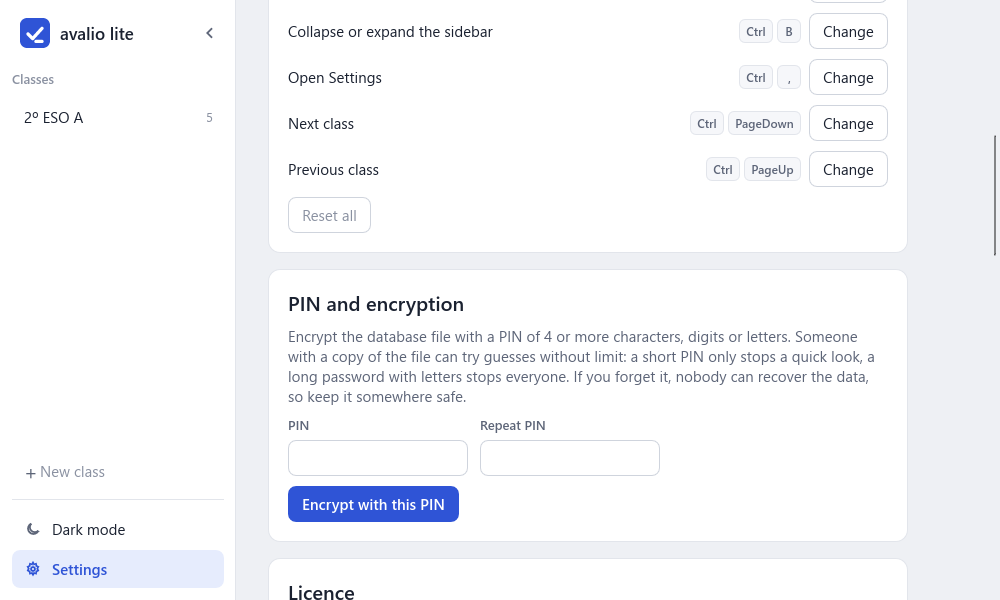 avalio lite
Classes
2º ESO A 5
+ New class
Dark mode
Settings
Collapse or expand the sidebar Ctrl B Change
Open Settings Ctrl , Change
Next class Ctrl PageDown Change
Previous class Ctrl PageUp Change
Reset all
PIN and encryption
Encrypt the database file with a PIN of 4 or more characters, digits or letters. Someone
with a copy of the file can try guesses without limit: a short PIN only stops a quick look, a
long password with letters stops everyone. If you forget it, nobody can recover the data,
so keep it somewhere safe.
PIN Repeat PIN
Encrypt with this PIN
Licence